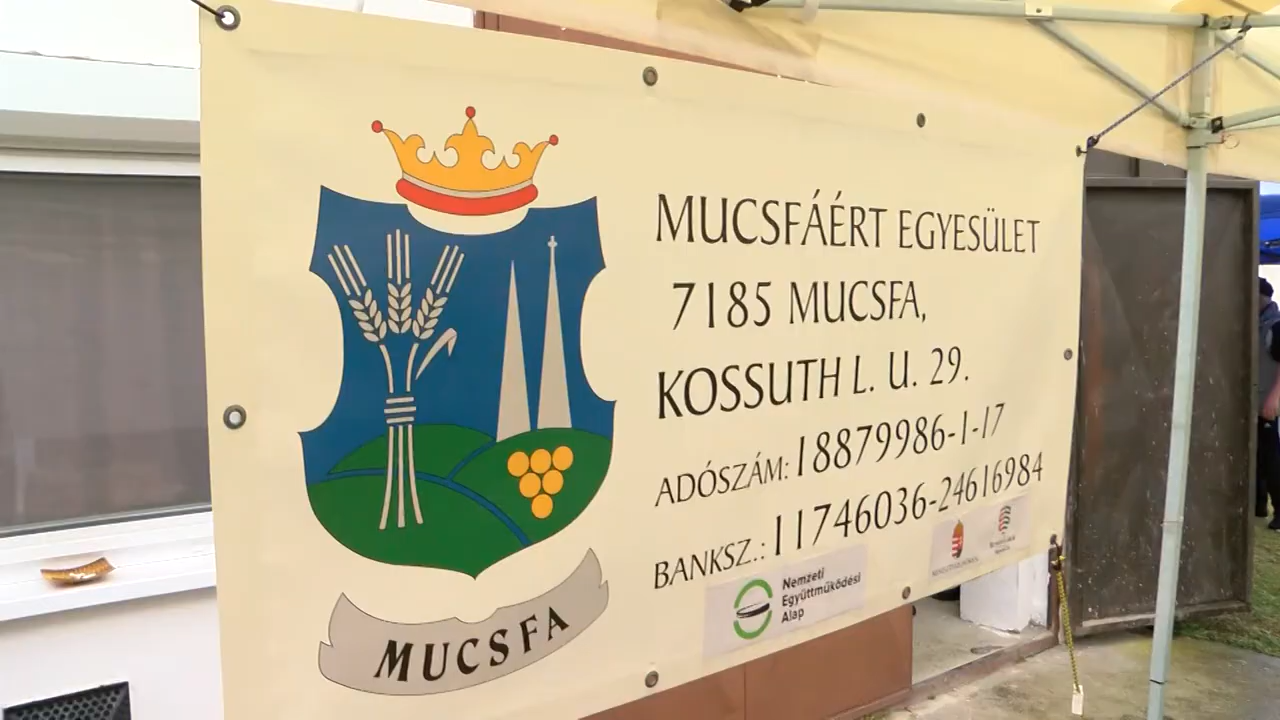 MUCSFÁÉRT EGYESÜLET
7185 MUCSFA,
KOSSUTH L. U. 29.
ADÓSZÁM: 18879986-1-17
BANKSZ.: 11746036-24616984
Nemzeti
Együttműködési
Alap
MUCSFA